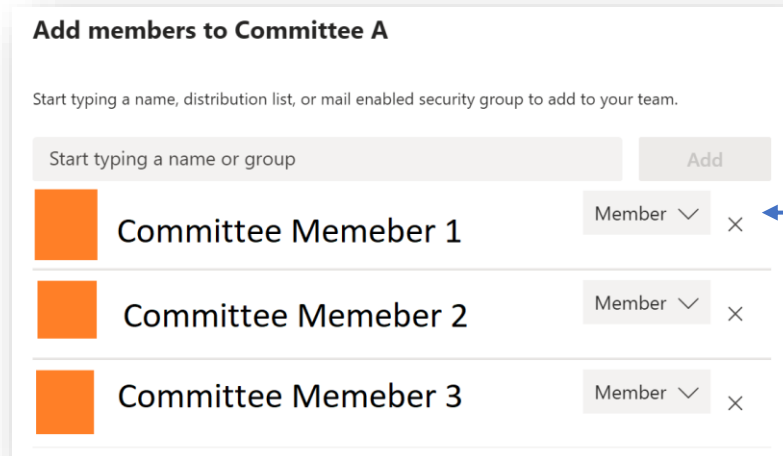 Add members to Committee A
Start typing a name, distribution list, or mail enabled security group to add to your team.
Start typing a name or group
Add
Committee Memeber 1
Member
Committee Memeber 2
Member
Committee Memeber 3
Member